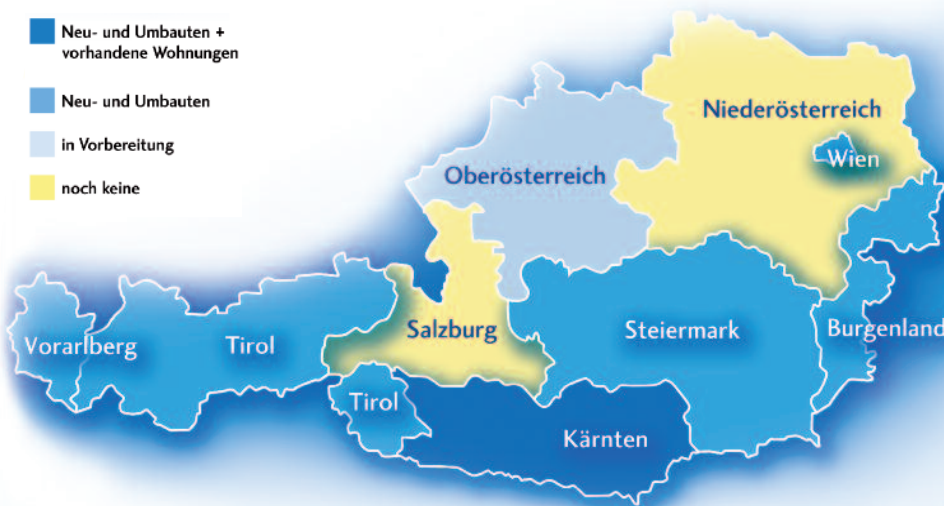 Neu- und Umbauten +
vorhandene Wohnungen
Neu- und Umbauten
in Vorbereitung
noch keine
Niederösterreich
Wien
Oberösterreich
Vorarlberg
Tirol
Salzburg
Steiermark
Burgenland
Tirol
Kärnten